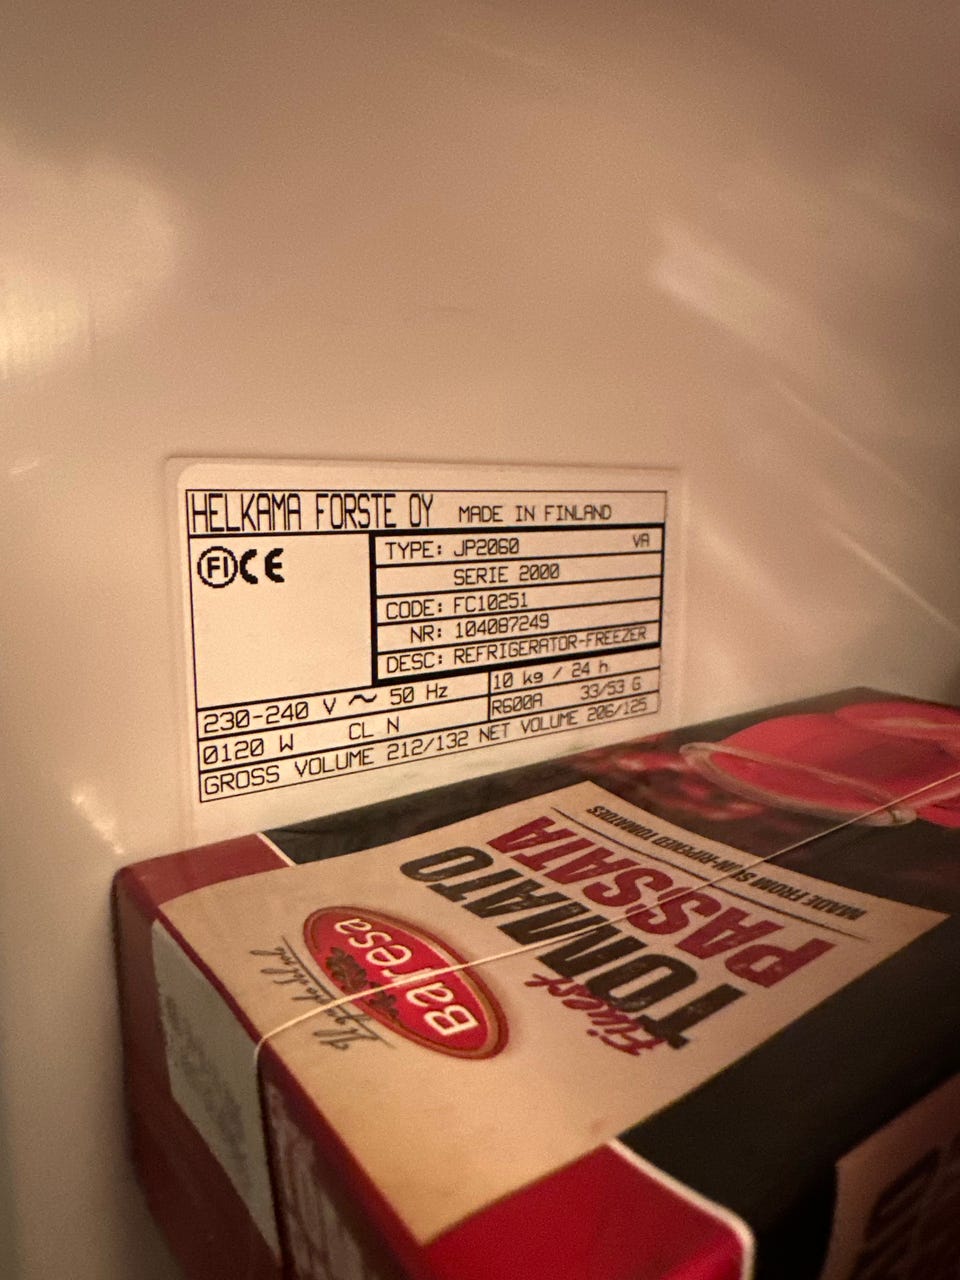 HELKAMA FORSTE OY MADE IN FINLAND
FI CE
TYPE: JP2060 VA
SERIE 2000
CODE: FC10251
NR: 104087249
DESC: REFRIGERATOR-FREEZER
230-240 V ~ 50 Hz 10 kg / 24 h
0120 W CL N R600A 33/53 G
GROSS VOLUME 212/132 NET VOLUME 206/125
Baresa
Finest
TOMATO
PASSATA
MADE FROM SUN-RIPENED TOMATOES